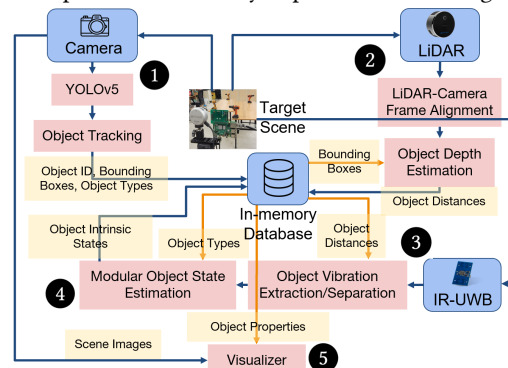 Camera
LiDAR
1
2
YOLOv5
LiDAR-Camera
Frame Alignment
Target
Scene
Object Tracking
Object ID, Bounding
Boxes, Object Types
Bounding
Boxes
Object Depth
Estimation
In-memory
Database
Object Distances
Object Intrinsic
States
Object Types
Object
Distances
3
4
Modular Object State
Estimation
Object Vibration
Extraction/Separation
IR-UWB
Object Properties
Scene Images
Visualizer
5